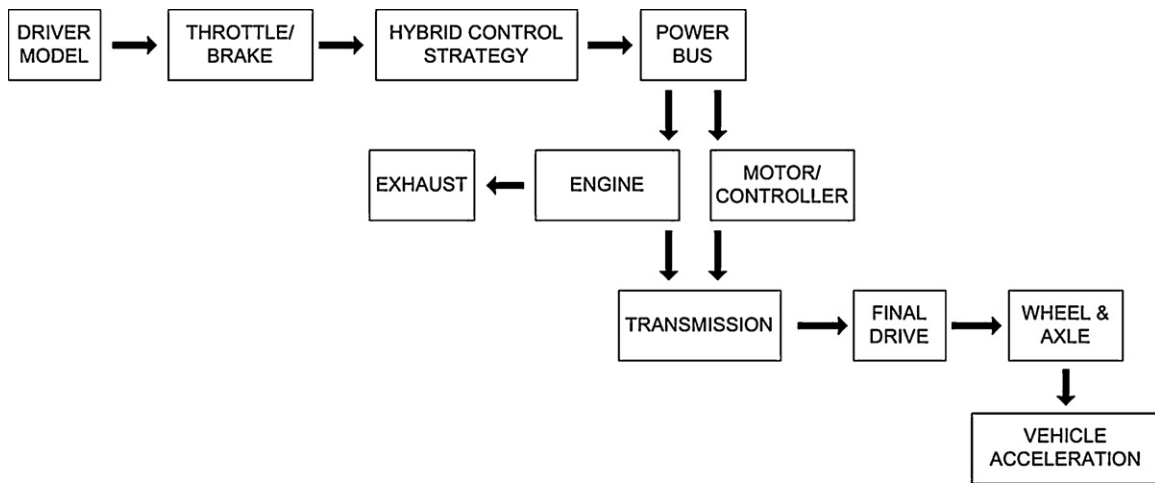 DRIVER
MODEL
THROTTLE/
BRAKE
HYBRID CONTROL
STRATEGY
POWER
BUS
EXHAUST
ENGINE
MOTOR/
CONTROLLER
TRANSMISSION
FINAL
DRIVE
WHEEL &
AXLE
VEHICLE
ACCELERATION